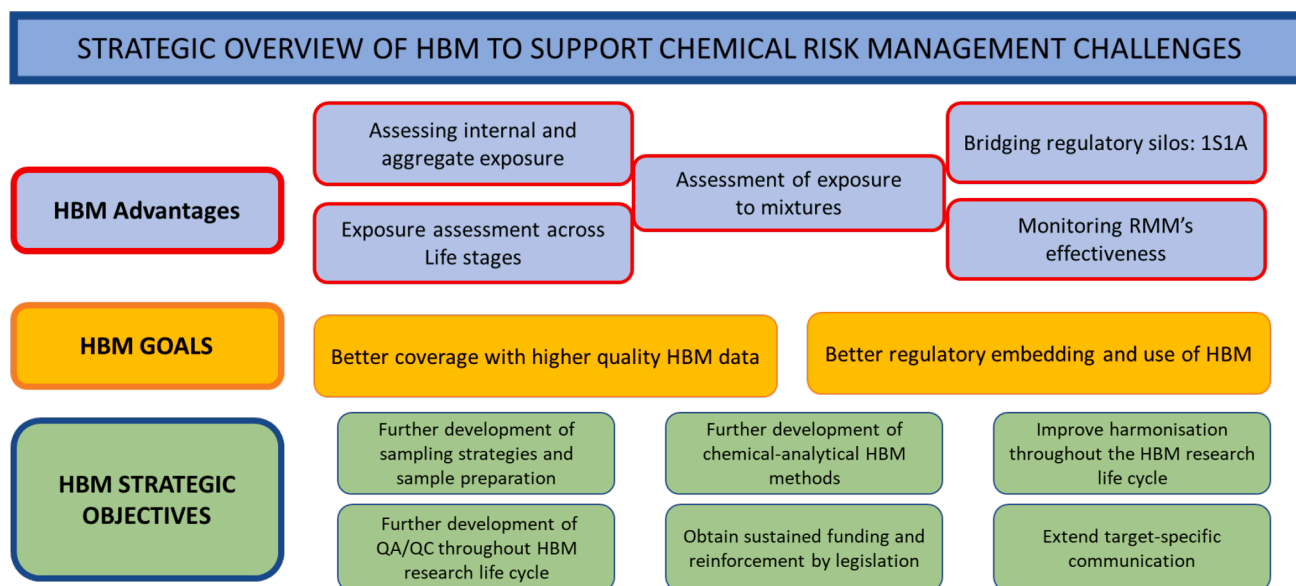 STRATEGIC OVERVIEW OF HBM TO SUPPORT CHEMICAL RISK MANAGEMENT CHALLENGES
HBM Advantages
Assessing internal and
aggregate exposure
Exposure assessment across
Life stages
Assessment of exposure
to mixtures
Bridging regulatory silos: 1S1A
Monitoring RMM's
effectiveness
HBM GOALS
Better coverage with higher quality HBM data
Better regulatory embedding and use of HBM
HBM STRATEGIC
OBJECTIVES
Further development of
sampling strategies and
sample preparation
Further development of
chemical-analytical HBM
methods
Improve harmonisation
throughout the HBM research
life cycle
Further development of
QA/QC throughout HBM
research life cycle
Obtain sustained funding and
reinforcement by legislation
Extend target-specific
communication